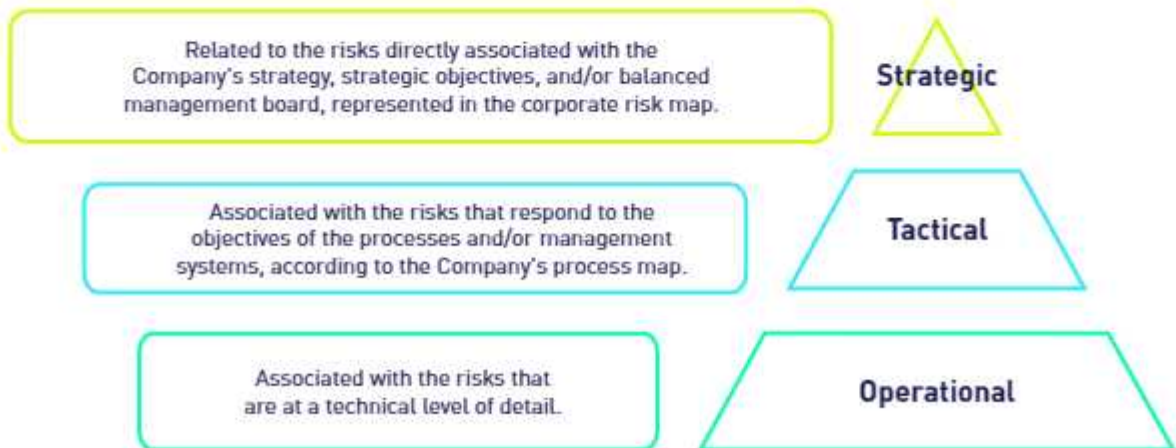 Related to the risks directly associated with the
Company's strategy, strategic objectives, and/or balanced
management board, represented in the corporate risk map.
Strategic
Associated with the risks that respond to the
objectives of the processes and/or management
systems, according to the Company's process map.
Tactical
Associated with the risks that
are at a technical level of detail.
Operational